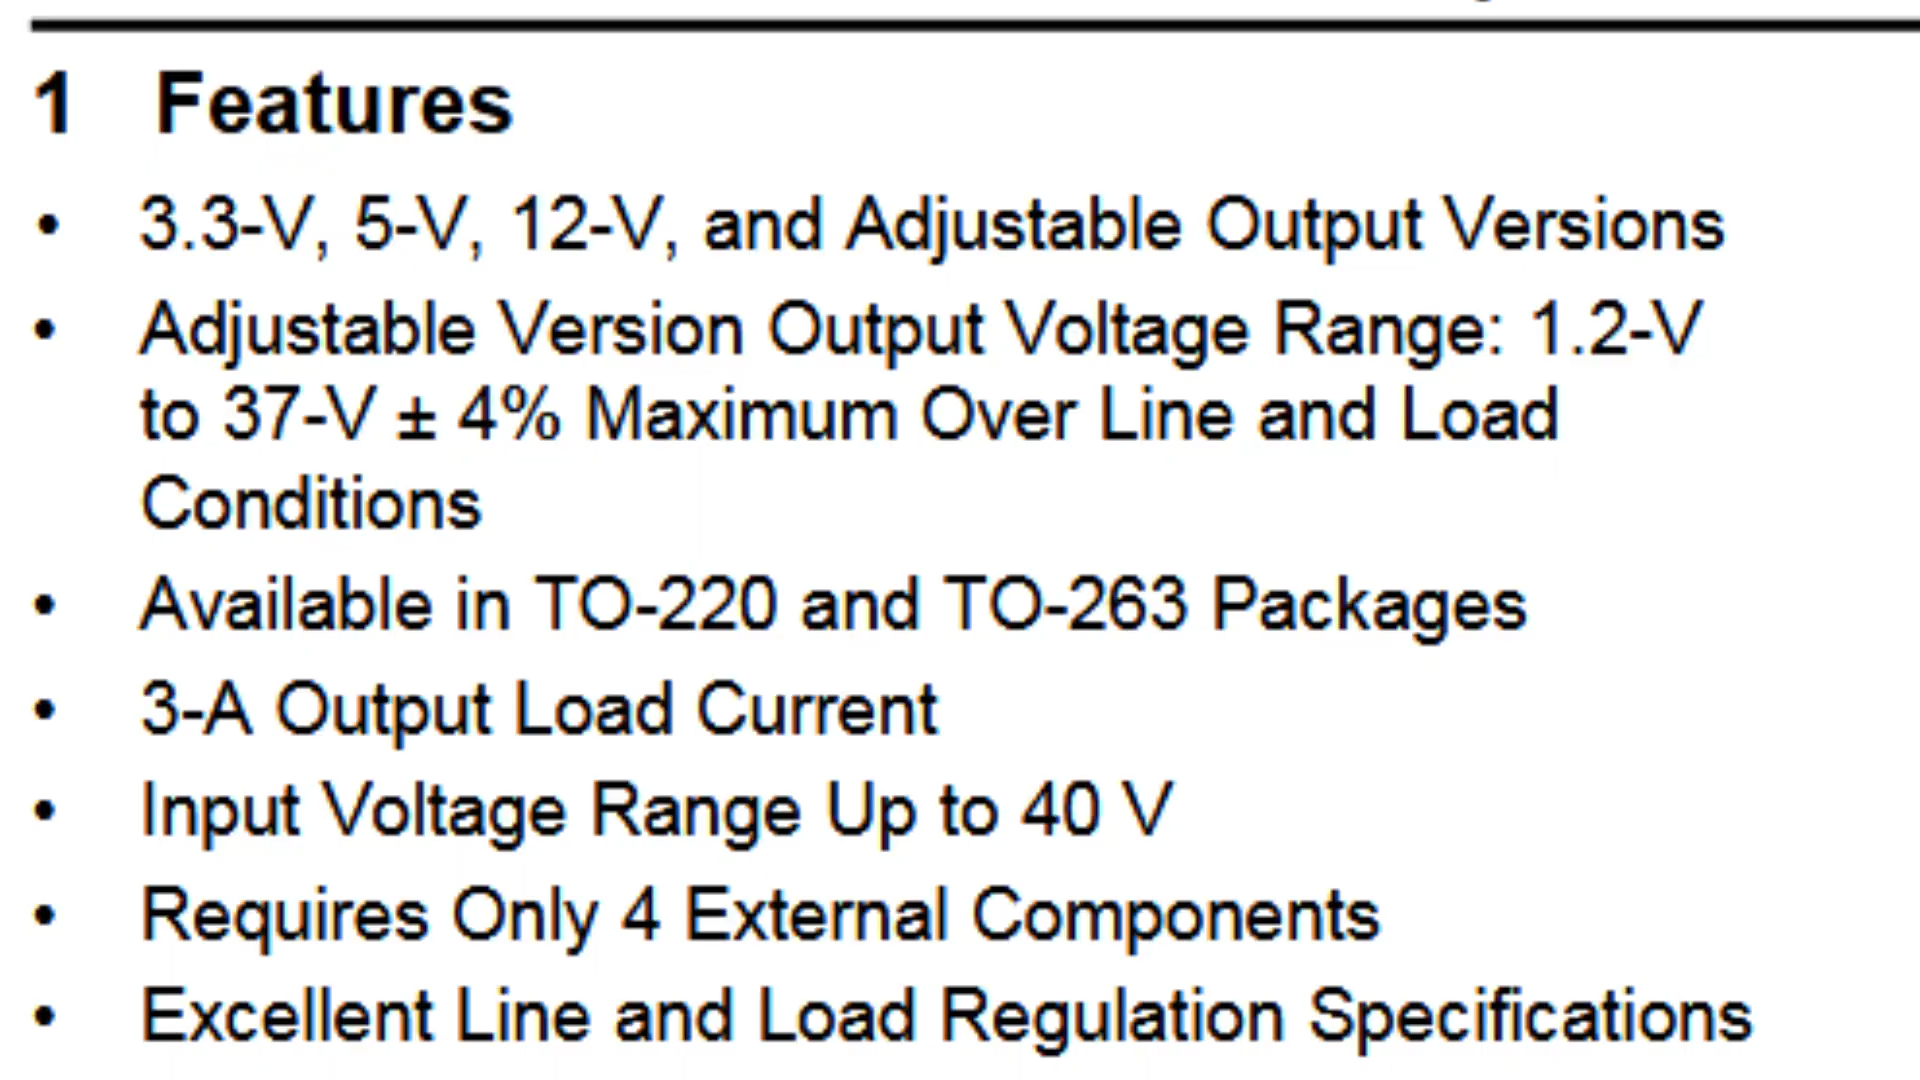 1 Features
• 3.3-V, 5-V, 12-V, and Adjustable Output Versions
• Adjustable Version Output Voltage Range: 1.2-V
to 37-V ± 4% Maximum Over Line and Load
Conditions
• Available in TO-220 and TO-263 Packages
• 3-A Output Load Current
• Input Voltage Range Up to 40 V
• Requires Only 4 External Components
• Excellent Line and Load Regulation Specifications